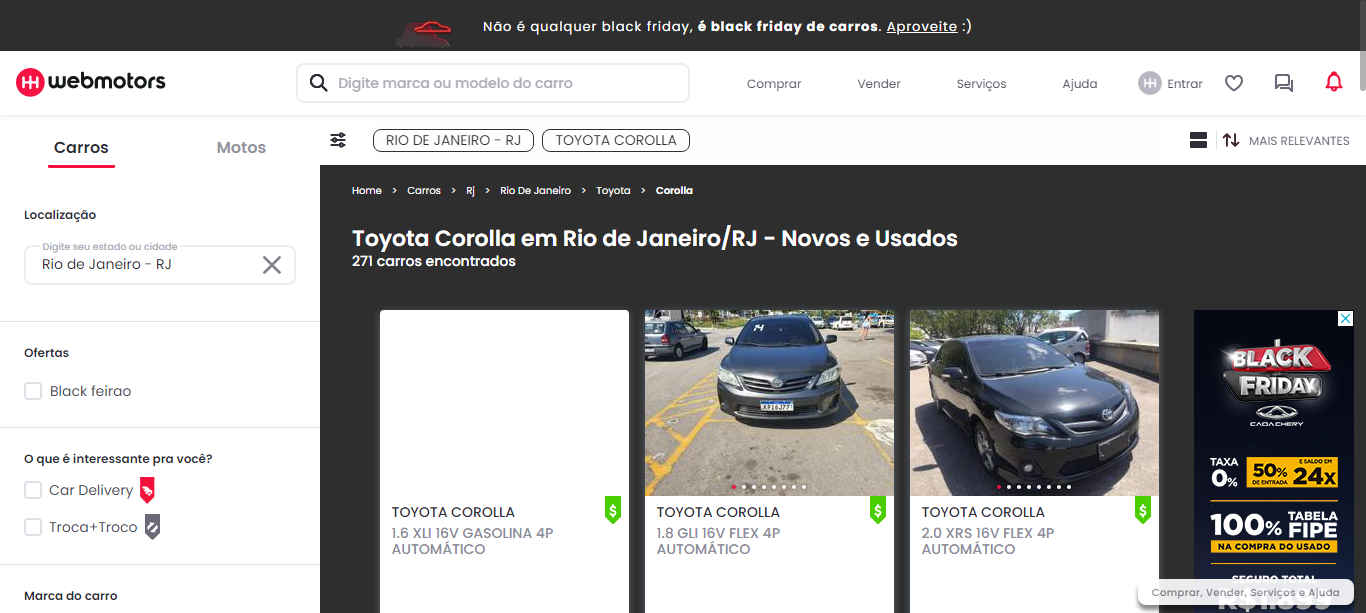 Não é qualquer black friday, é black friday de carros. Aproveite :)
webmotors
Digite marca ou modelo do carro
Comprar
Vender
Serviços
Ajuda
Entrar
Carros
Motos
RIO DE JANEIRO - RJ
TOYOTA COROLLA
MAIS RELEVANTES
Localização
Digite seu estado ou cidade
Rio de Janeiro - RJ
Ofertas
Black feirao
O que é interessante pra você?
Car Delivery
Troca+Troco
Marca do carro
Home > Carros > Rj > Rio De Janeiro > Toyota > Corolla
Toyota Corolla em Rio de Janeiro/RJ - Novos e Usados
271 carros encontrados
TOYOTA COROLLA
1.6 XLI 16V GASOLINA 4P
AUTOMÁTICO
14
TOYOTA COROLLA
1.8 GLI 16V FLEX 4P
AUTOMÁTICO
TOYOTA COROLLA
2.0 XRS 16V FLEX 4P
AUTOMÁTICO
BLACK
FRIDAY
CAOA CHERY
TAXA
0%
50%
DE ENTRADA
E SALDO EM
24x
100% TABELA
FIPE
NA COMPRA DO USADO
SEGURO TOTAL
Comprar, Vender, Serviços e Ajuda